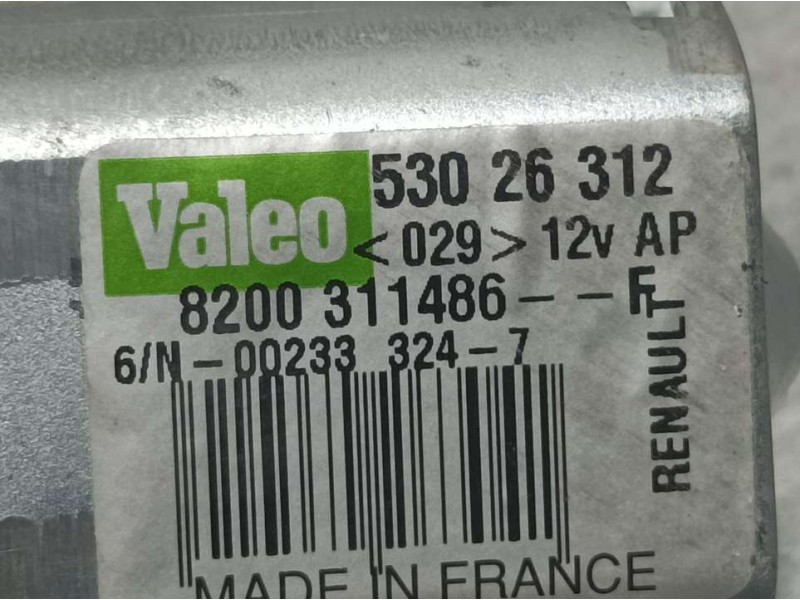 Valeo 530 26 312
<029> 12v AP
8200 311486--F
6/N-00233 324-7
RENAULT
MADE IN FRANCE